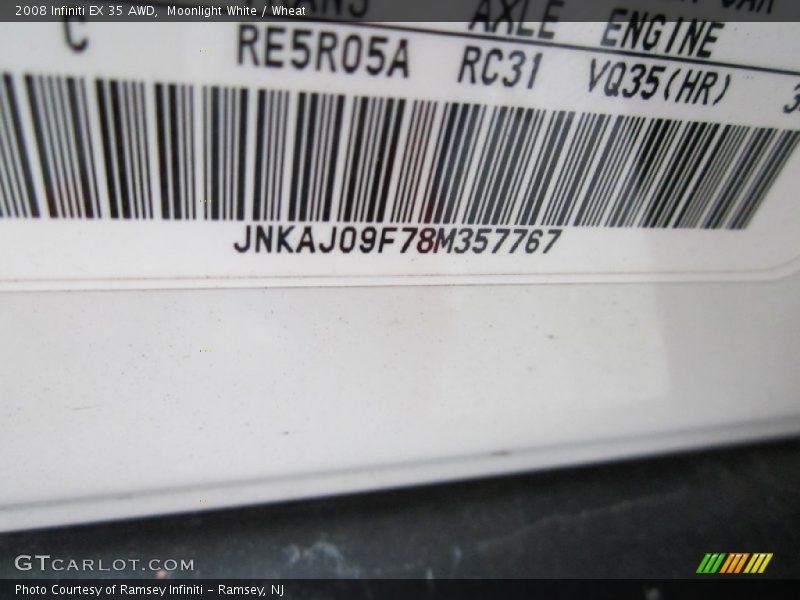 2008 Infiniti EX 35 AWD, Moonlight White / Wheat
AXLE ENGINE
C RE5R05A RC31 VQ35(HR) 3
JNKAJ09F78M357767
GTCARLOT.COM
Photo Courtesy of Ramsey Infiniti - Ramsey, NJ